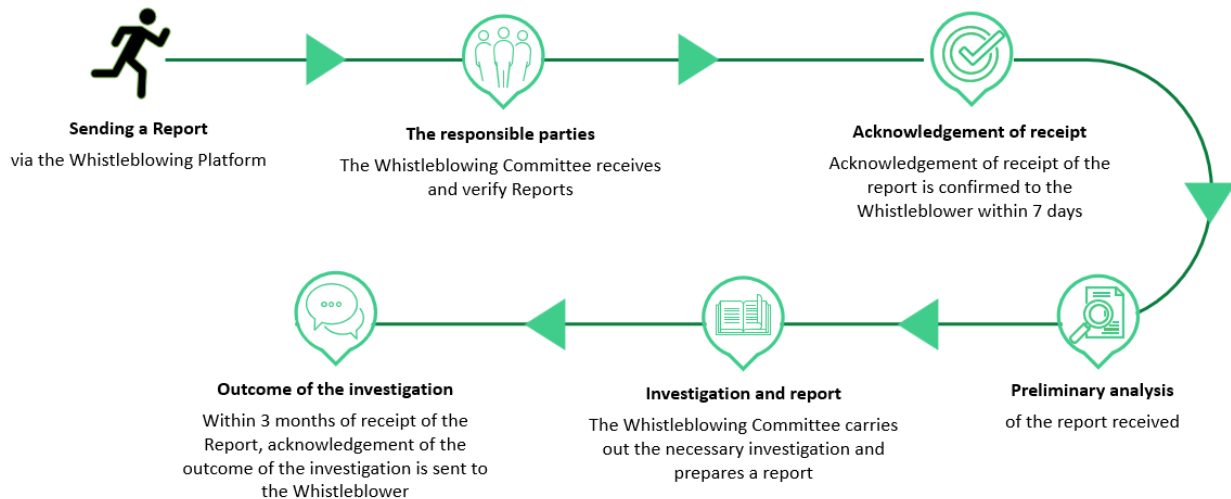 Sending a Report
via the Whistleblowing Platform
The responsible parties
The Whistleblowing Committee receives
and verify Reports
Acknowledgement of receipt
Acknowledgement of receipt of the
report is confirmed to the
Whistleblower within 7 days
Preliminary analysis
of the report received
Investigation and report
The Whistleblowing Committee carries
out the necessary investigation and
prepares a report
Outcome of the investigation
Within 3 months of receipt of the
Report, acknowledgement of the
outcome of the investigation is sent to
the Whistleblower